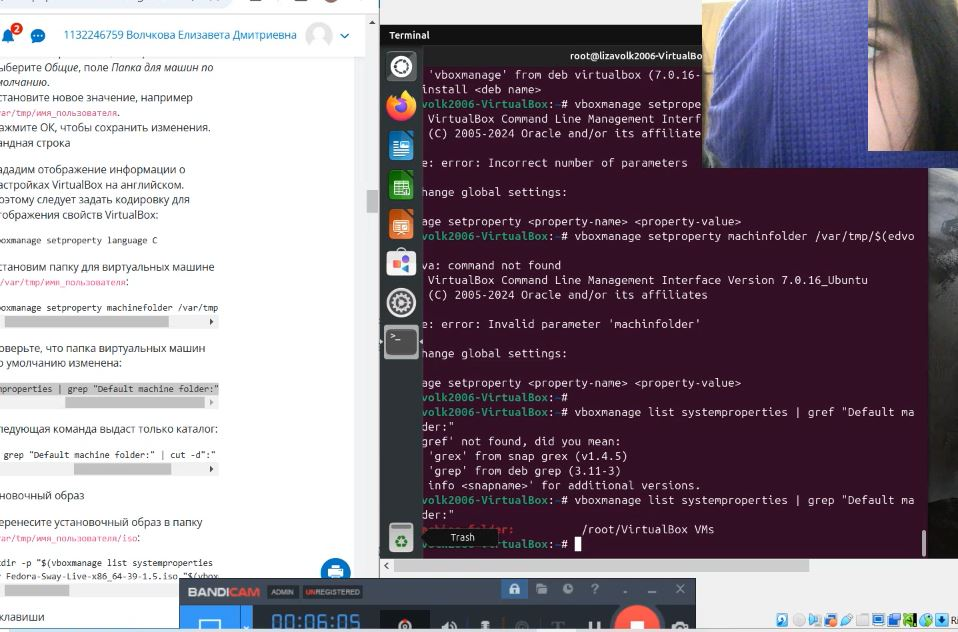 2
1132246759 Волчкова Елизавета Дмитриевна
ыберите Общие, поле Папка для машин по
молчанию.
становите новое значение, например
var/tmp/имя_пользователя.
ажмите OK, чтобы сохранить изменения.
андная строка
ададим отображение информации о
астройках VirtualBox на английском.
оэтому следует задать кодировку для
тображения свойств VirtualBox:
boxmanage setproperty language C
становим папку для виртуальных машине
/var/tmp/имя_пользователя:
boxmanage setproperty machinefolder /var/tmp
оверьте, что папка виртуальных машин
о умолчанию изменена:
mproperties | grep "Default machine folder:"
ледующая команда выдаст только каталог:
grep "Default machine folder:" | cut -d":"
новочный образ
еренесите установочный образ в папку
var/tmp/имя_пользователя/iso:
kdir -p "$(vboxmanage list systemproperties
Fedora-Sway-Live-x86_64-39-1.5.iso "$(vbox
клавиши
Terminal
root@lizavolk2006-VirtualBo
'vboxmanage' from deb virtualbox (7.0.16-
install <deb name>
volk2006-VirtualBox:~# vboxmanage setprope
VirtualBox Command Line Management Interf
(C) 2005-2024 Oracle and/or its affiliate
e: error: Incorrect number of parameters
hange global settings:
age setproperty <property-name> <property-value>
volk2006-VirtualBox:~# vboxmanage setproperty machinfolder /var/tmp/$(edvo
va: command not found
VirtualBox Command Line Management Interface Version 7.0.16_Ubuntu
(C) 2005-2024 Oracle and/or its affiliates
e: error: Invalid parameter 'machinfolder'
hange global settings:
age setproperty <property-name> <property-value>
volk2006-VirtualBox:~#
volk2006-VirtualBox:~# vboxmanage list systemproperties | gref "Default ma
der:"
gref' not found, did you mean:
'grex' from snap grex (v1.4.5)
'grep' from deb grep (3.11-3)
info <snapname>' for additional versions.
volk2006-VirtualBox:~# vboxmanage list systemproperties | grep "Default ma
der:"
folder: /root/VirtualBox VMs
volk2006-VirtualBox:~#
Trash
BANDICAM ADMIN UNREGISTERED
00:06:05